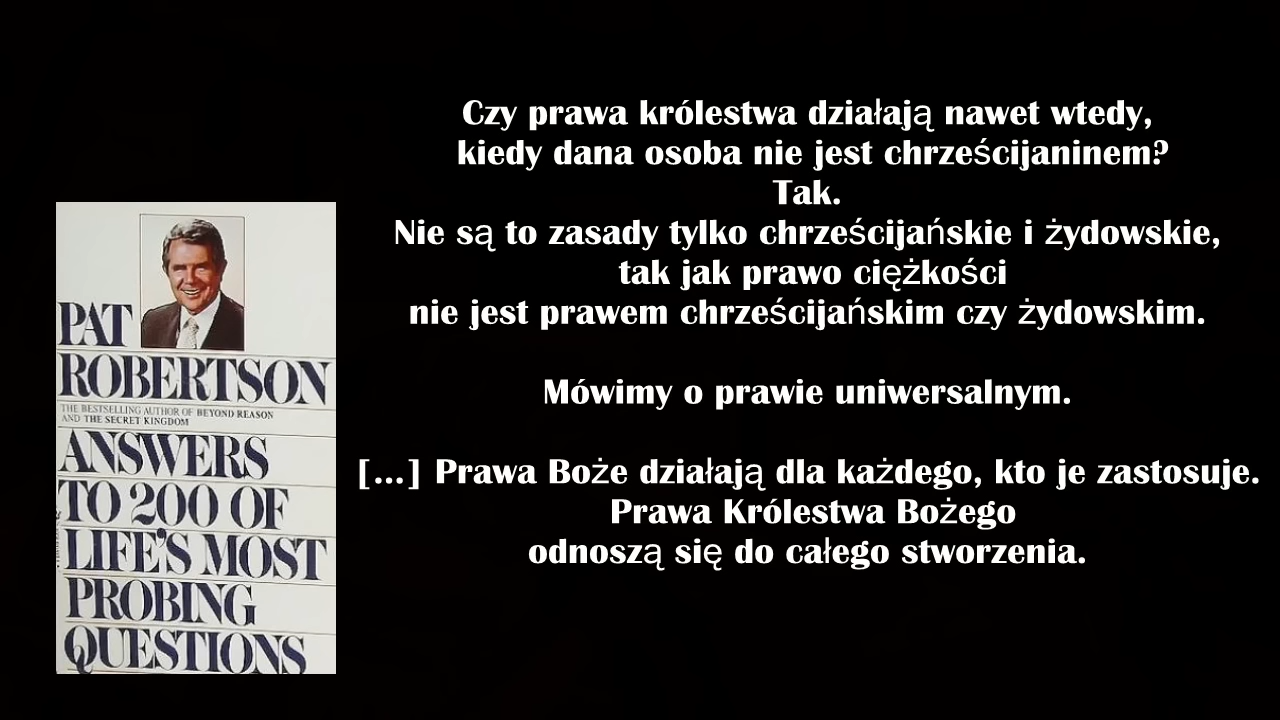 Czy prawa królestwa działają nawet wtedy,
kiedy dana osoba nie jest chrześcijaninem?
Tak.
Nie są to zasady tylko chrześcijańskie i żydowskie,
tak jak prawo ciężkości
nie jest prawem chrześcijańskim czy żydowskim.
Mówimy o prawie uniwersalnym.
[...] Prawa Boże działają dla każdego, kto je zastosuje.
Prawa Królestwa Bożego
odnoszą się do całego stworzenia.
PAT
ROBERTSON
THE BESTSELLING AUTHOR OF BEYOND REASON
AND THE SECRET KINGDOM
ANSWERS
TO 200 OF
LIFE'S MOST
PROBING
QUESTIONS